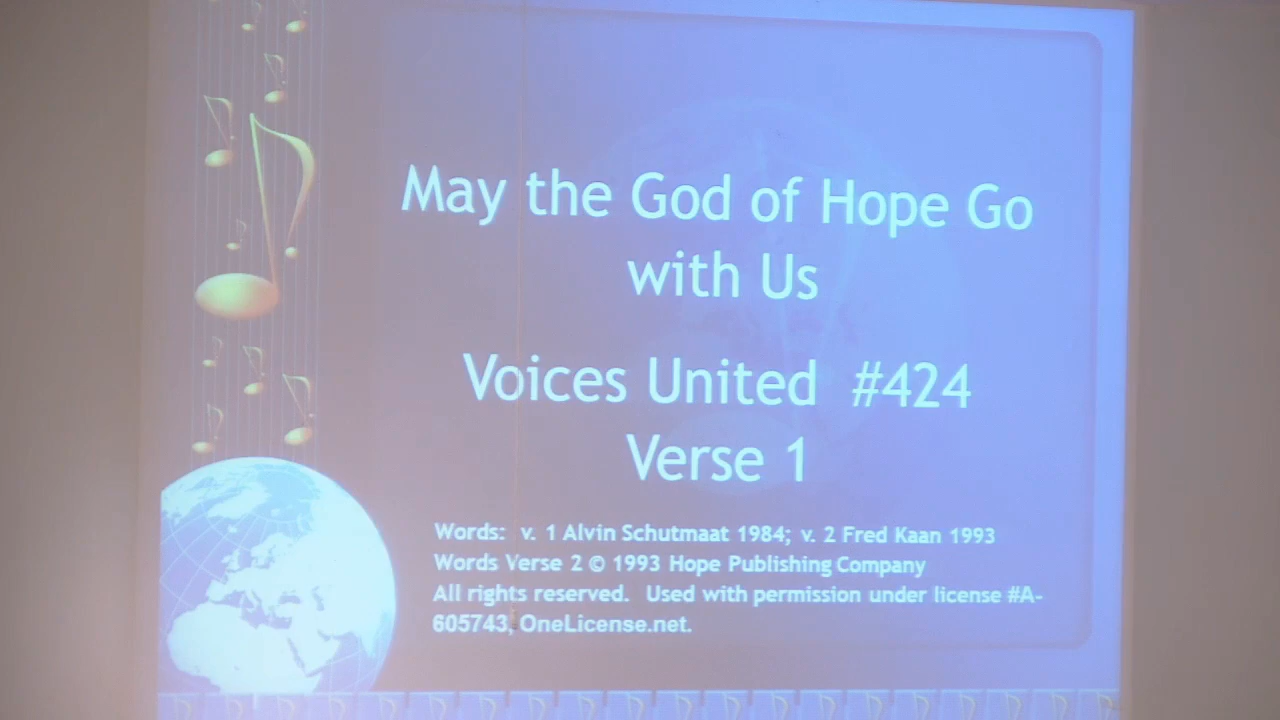 May the God of Hope Go
with Us
Voices United #424
Verse 1
Words: v. 1 Alvin Schutmaat 1984; v. 2 Fred Kaan 1993
Words Verse 2 © 1993 Hope Publishing Company
All rights reserved. Used with permission under license #A-
605743, OneLicense.net.